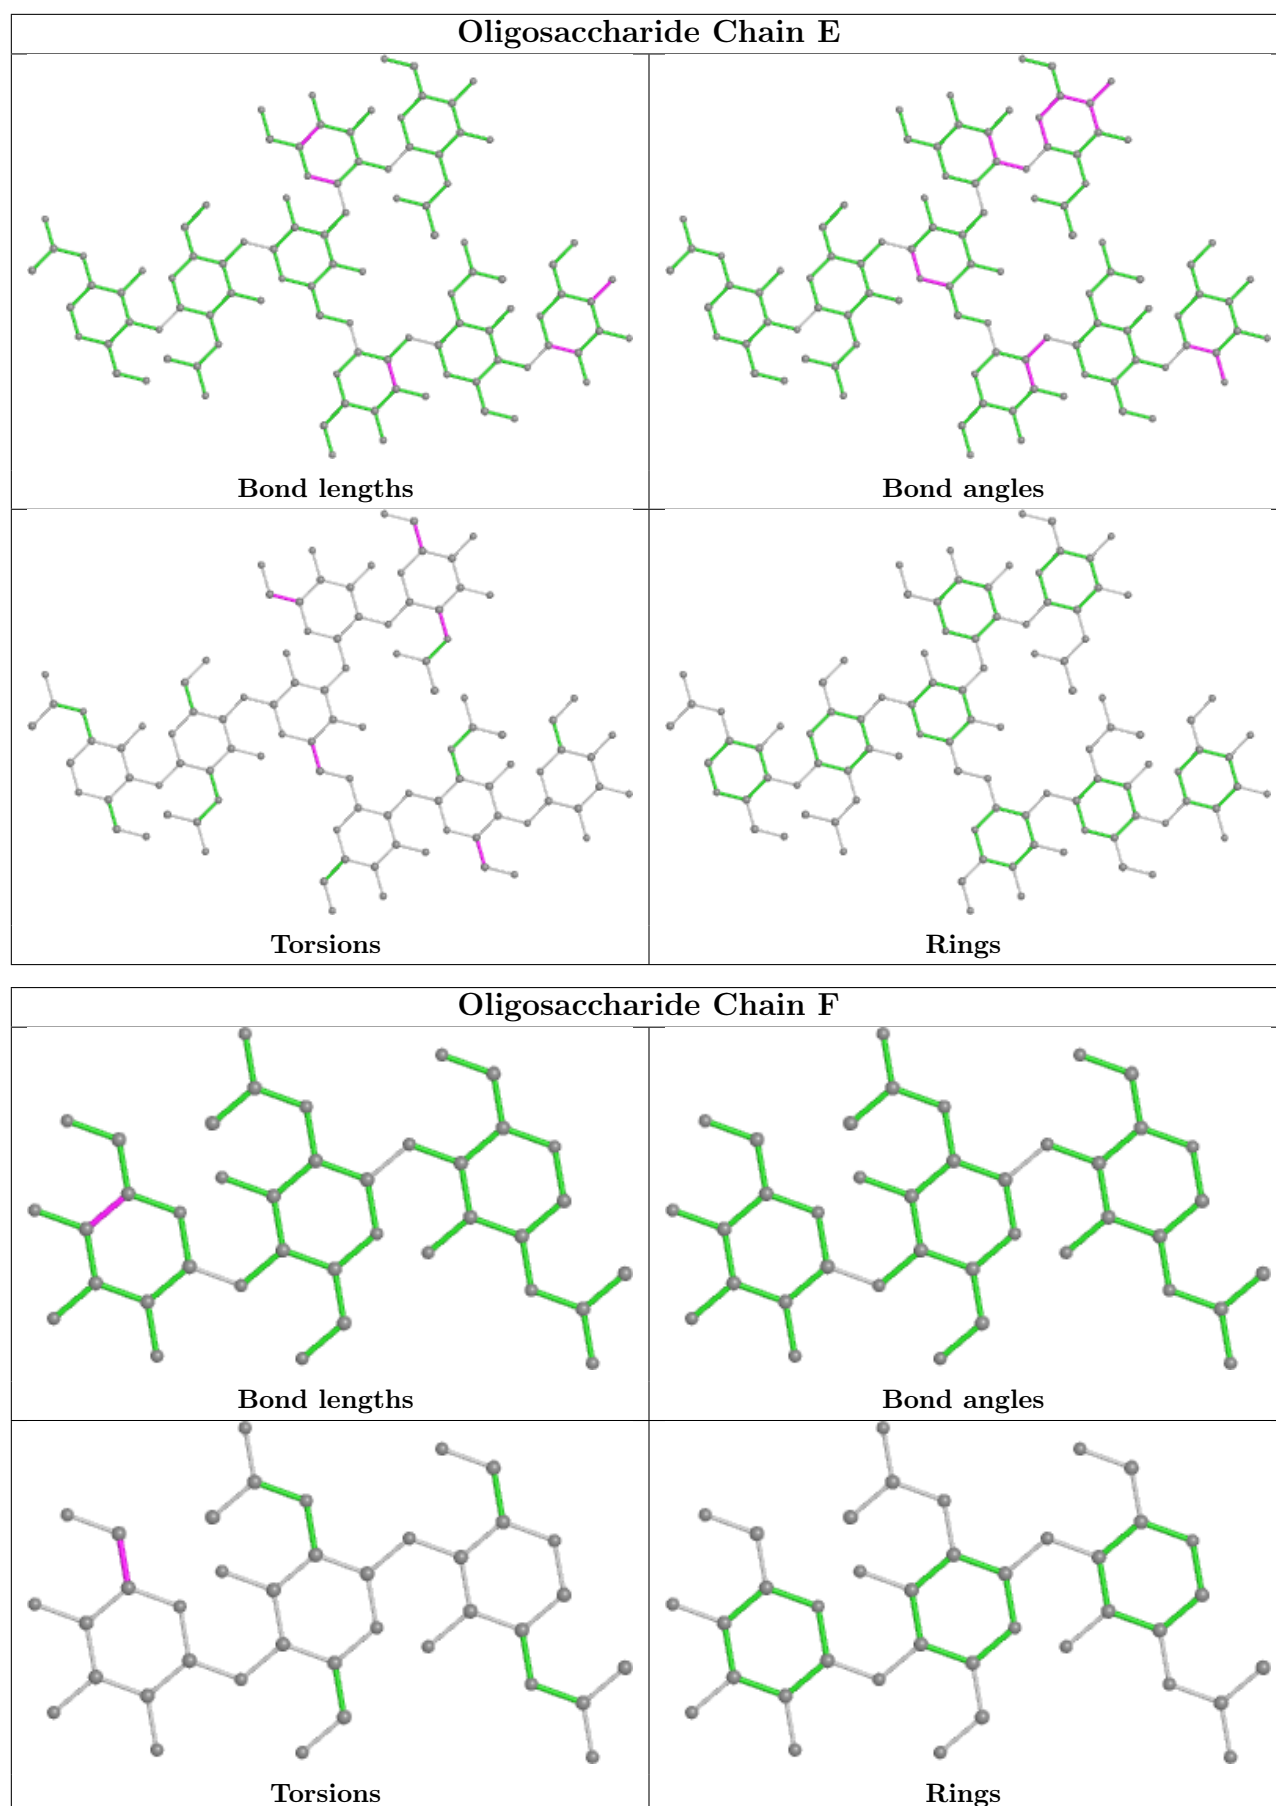 Oligosaccharide Chain E
Bond lengths
Bond angles
Torsions
Rings
Oligosaccharide Chain F
Bond lengths
Bond angles
Torsions
Rings